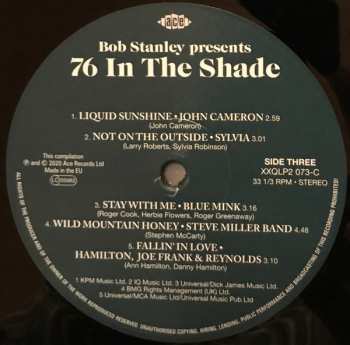 ace
Bob Stanley presents
76 In The Shade
1. LIQUID SUNSHINE • JOHN CAMERON 2.59
(John Cameron)
2. NOT ON THE OUTSIDE • SYLVIA 3.01
(Larry Roberts, Sylvia Robinson)
This compilation
℗ and © 2020 Ace Records Ltd
Made in the EU
SIDE THREE
XXQLP2 073-C
33 1/3 RPM • STEREO
3. STAY WITH ME • BLUE MINK 3.16
(Roger Cook, Herbie Flowers, Roger Greenaway)
4. WILD MOUNTAIN HONEY • STEVE MILLER BAND 4.48
(Stephen McCarty)
5. FALLIN' IN LOVE •
HAMILTON, JOE FRANK & REYNOLDS 3.10
(Ann Hamilton, Danny Hamilton)
1 KPM Music Ltd. 2 IQ Music Ltd. 3 Universal/Dick James Music Ltd.
4 BMG Rights Management (UK) Ltd.
5 Universal/MCA Music Ltd/Universal Music Pub Ltd
ALL RIGHTS OF THE PRODUCER AND OF THE OWNER OF THE WORK REPRODUCED RESERVED. UNAUTHORISED COPYING, HIRING, LENDING, PUBLIC PERFORMANCE AND BROADCASTING OF THIS RECORDING PROHIBITED.